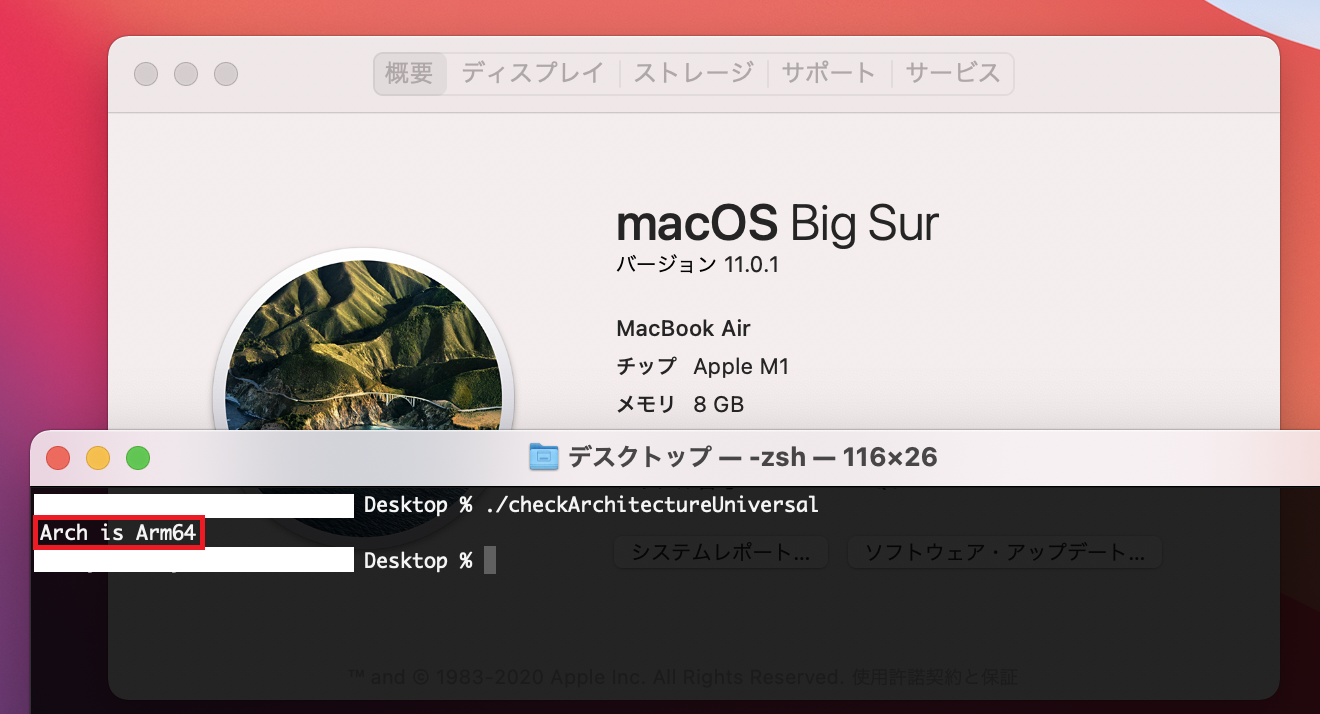 概要 ディスプレイ ストレージ サポート サービス
macOS Big Sur
バージョン 11.0.1
MacBook Air
チップ Apple M1
メモリ 8 GB
デスクトップ — -zsh — 116×26
Desktop % ./checkArchitectureUniversal
Arch is Arm64
Desktop %
システムレポート... ソフトウェア・アップデート...
™ and © 1983-2020 Apple Inc. All Rights Reserved. 使用許諾契約と保証